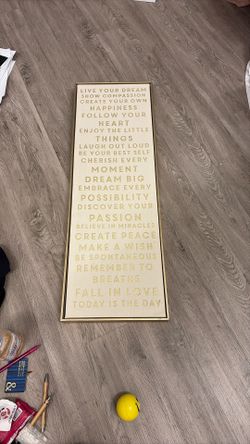 LIVE YOUR DREAM
SHOW COMPASSION
CREATE YOUR OWN
HAPPINESS
FOLLOW YOUR
HEART
ENJOY THE LITTLE
THINGS
LAUGH OUT LOUD
BE YOUR BEST SELF
CHERISH EVERY
MOMENT
DREAM BIG
EMBRACE EVERY
POSSIBILITY
DISCOVER YOUR
PASSION
BELIEVE IN MIRACLES
CREATE PEACE
MAKE A WISH
BE SPONTANEOUS
REMEMBER TO
BREATHE
FALL IN LOVE
TODAY IS THE DAY
&